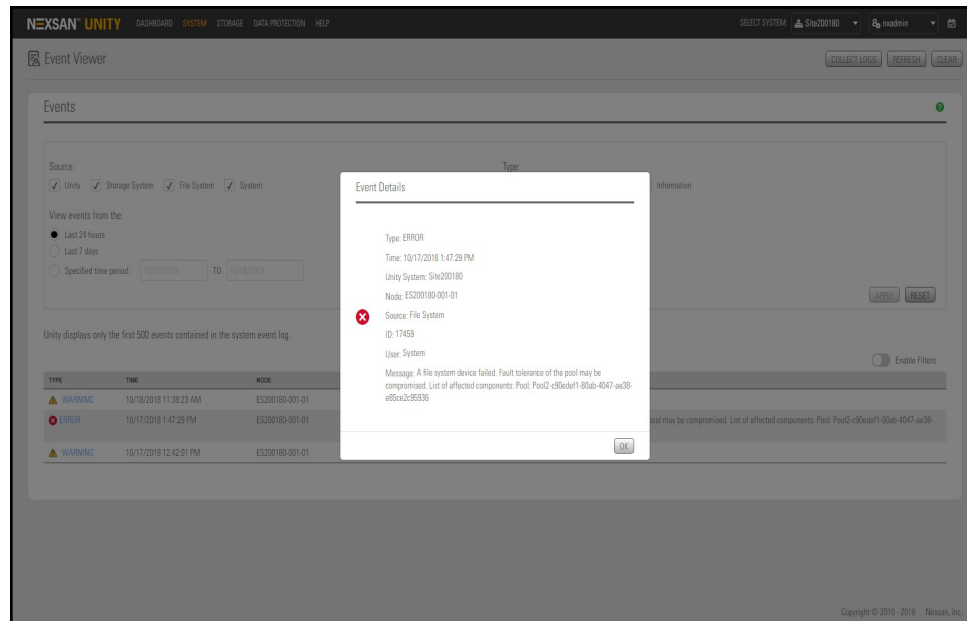 NEXSAN™ UNITY DASHBOARD SYSTEM STORAGE DATA PROTECTION HELP SELECT SYSTEM: Site200180 nxadmin
Event Viewer COLLECT LOGS REFRESH CLEAR
Events
Source: Type:
Unity Storage System File System System Information
View events from the:
Last 24 hours
Last 7 days
Specified time period: 10/17/2018 TO 10/18/2018
APPLY RESET
Unity displays only the first 500 events contained in the system event log.
Enable Filters
TYPE TIME NODE
WARNING 10/18/2018 11:38:23 AM ES200180-001-01
ERROR 10/17/2018 1:47:29 PM ES200180-001-01 pool may be compromised. List of affected components: Pool: Pool2-c90edef1-80ab-4047-ae38-
WARNING 10/17/2018 12:42:01 PM ES200180-001-01
Event Details
Type: ERROR
Time: 10/17/2018 1:47:29 PM
Unity System: Site200180
Node: ES200180-001-01
Source: File System
ID: 17459
User: System
Message: A file system device failed. Fault tolerance of the pool may be
compromised. List of affected components: Pool: Pool2-c90edef1-80ab-4047-ae38-
e85ce2c95936
OK
Copyright © 2010 - 2018 Nexsan, Inc.